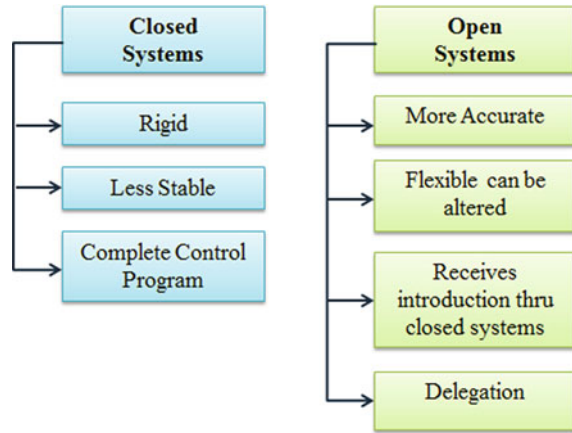 Closed
Systems
Rigid
Less Stable
Complete Control
Program
Open
Systems
More Accurate
Flexible can be
altered
Receives
introduction thru
closed systems
Delegation